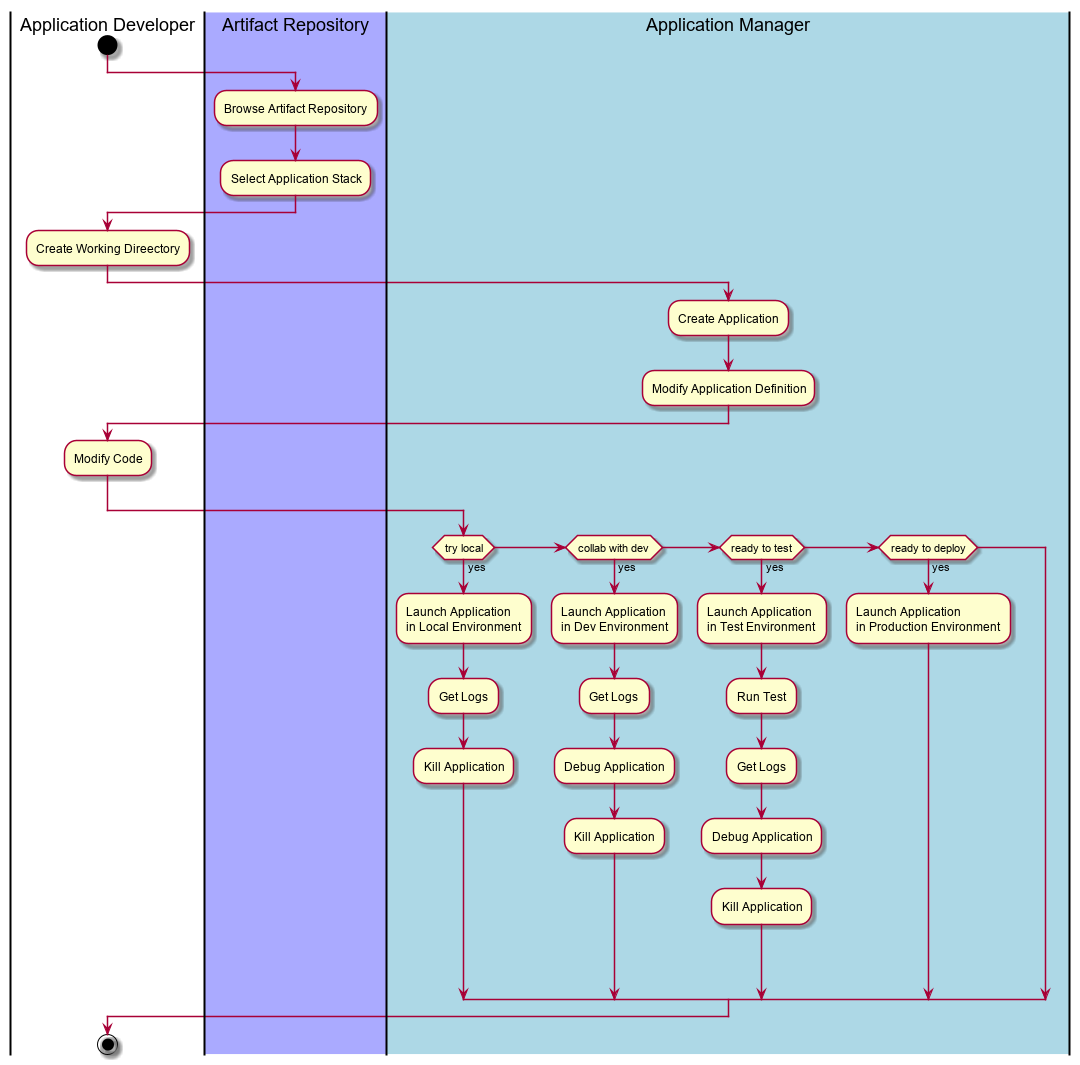 Application Developer
Artifact Repository
Application Manager
Browse Artifact Repository
Select Application Stack
Create Working Direectory
Create Application
Modify Application Definition
Modify Code
try local
collab with dev
ready to test
ready to deploy
yes
yes
yes
yes
Launch Application
in Local Environment
Launch Application
in Dev Environment
Launch Application
in Test Environment
Launch Application
in Production Environment
Get Logs
Get Logs
Run Test
Kill Application
Debug Application
Get Logs
Kill Application
Debug Application
Kill Application